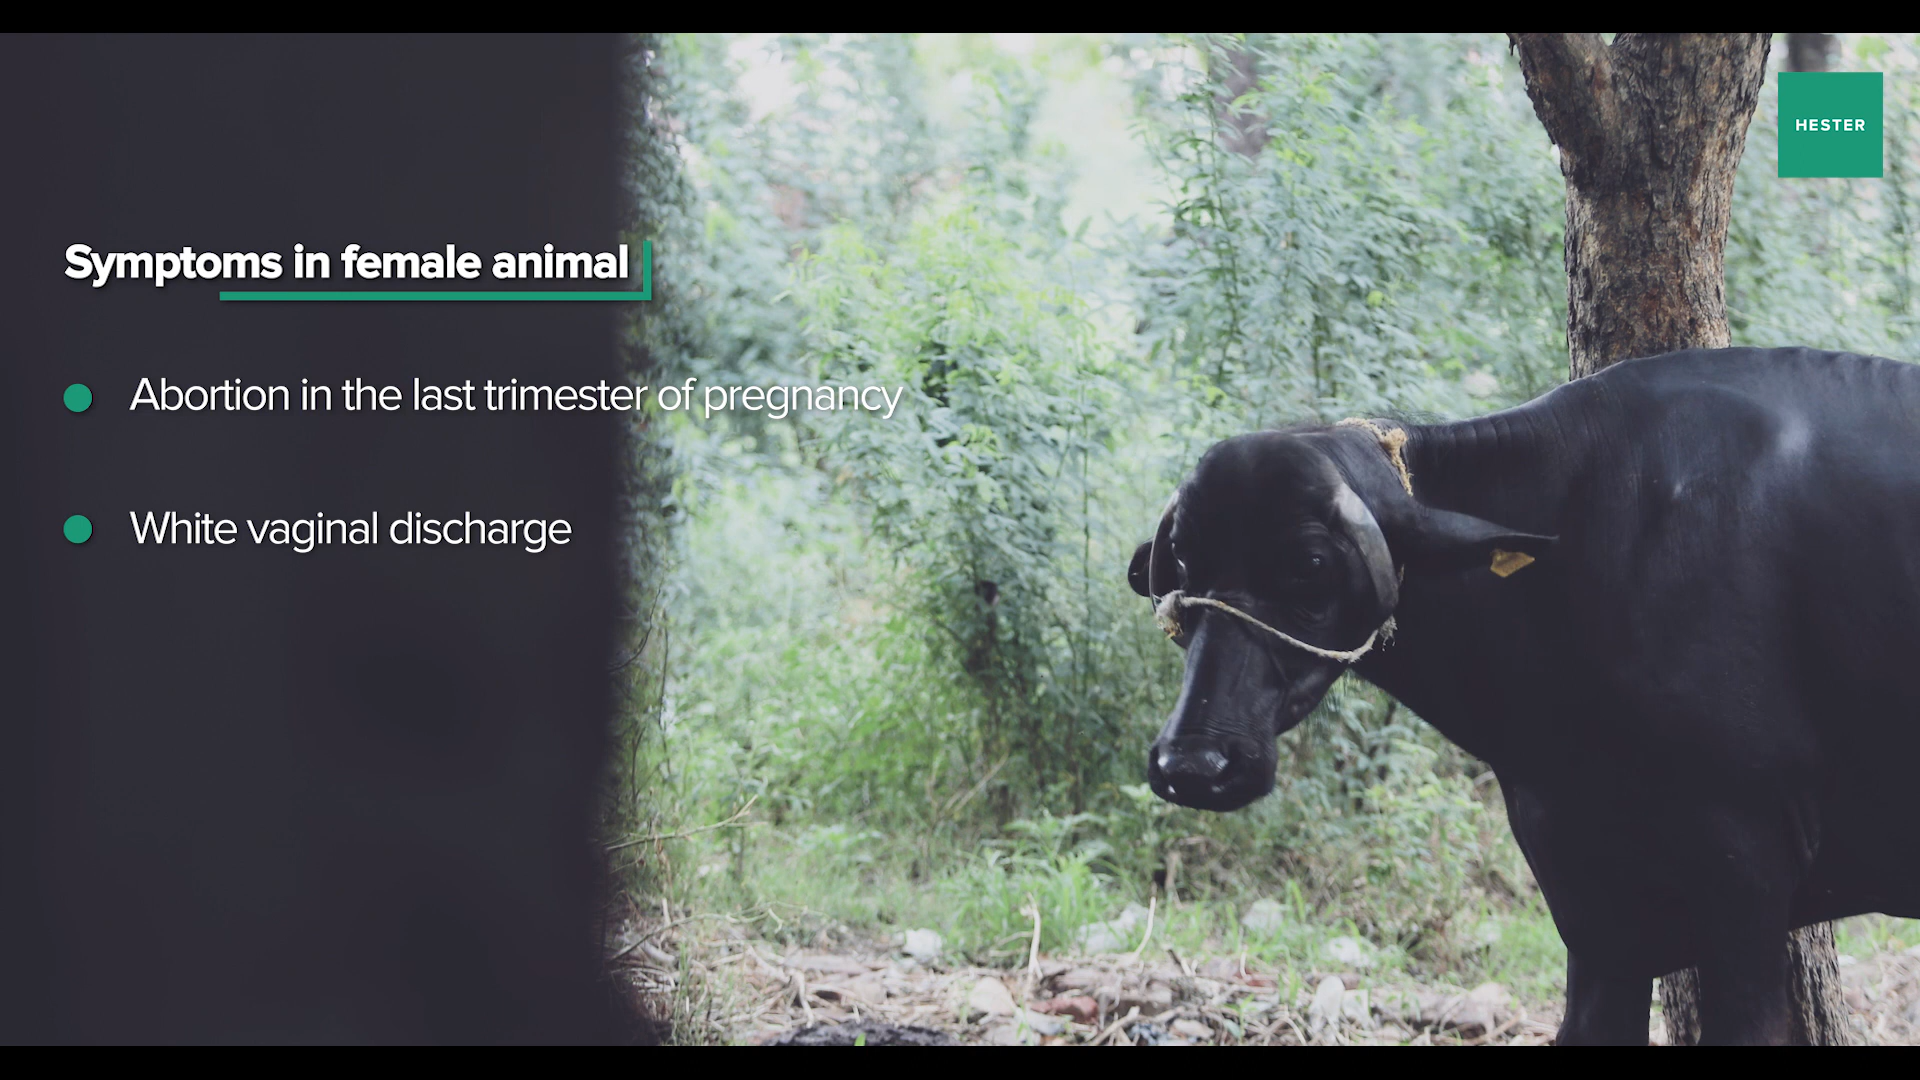 HESTER
Symptoms in female animal
Abortion in the last trimester of pregnancy
White vaginal discharge